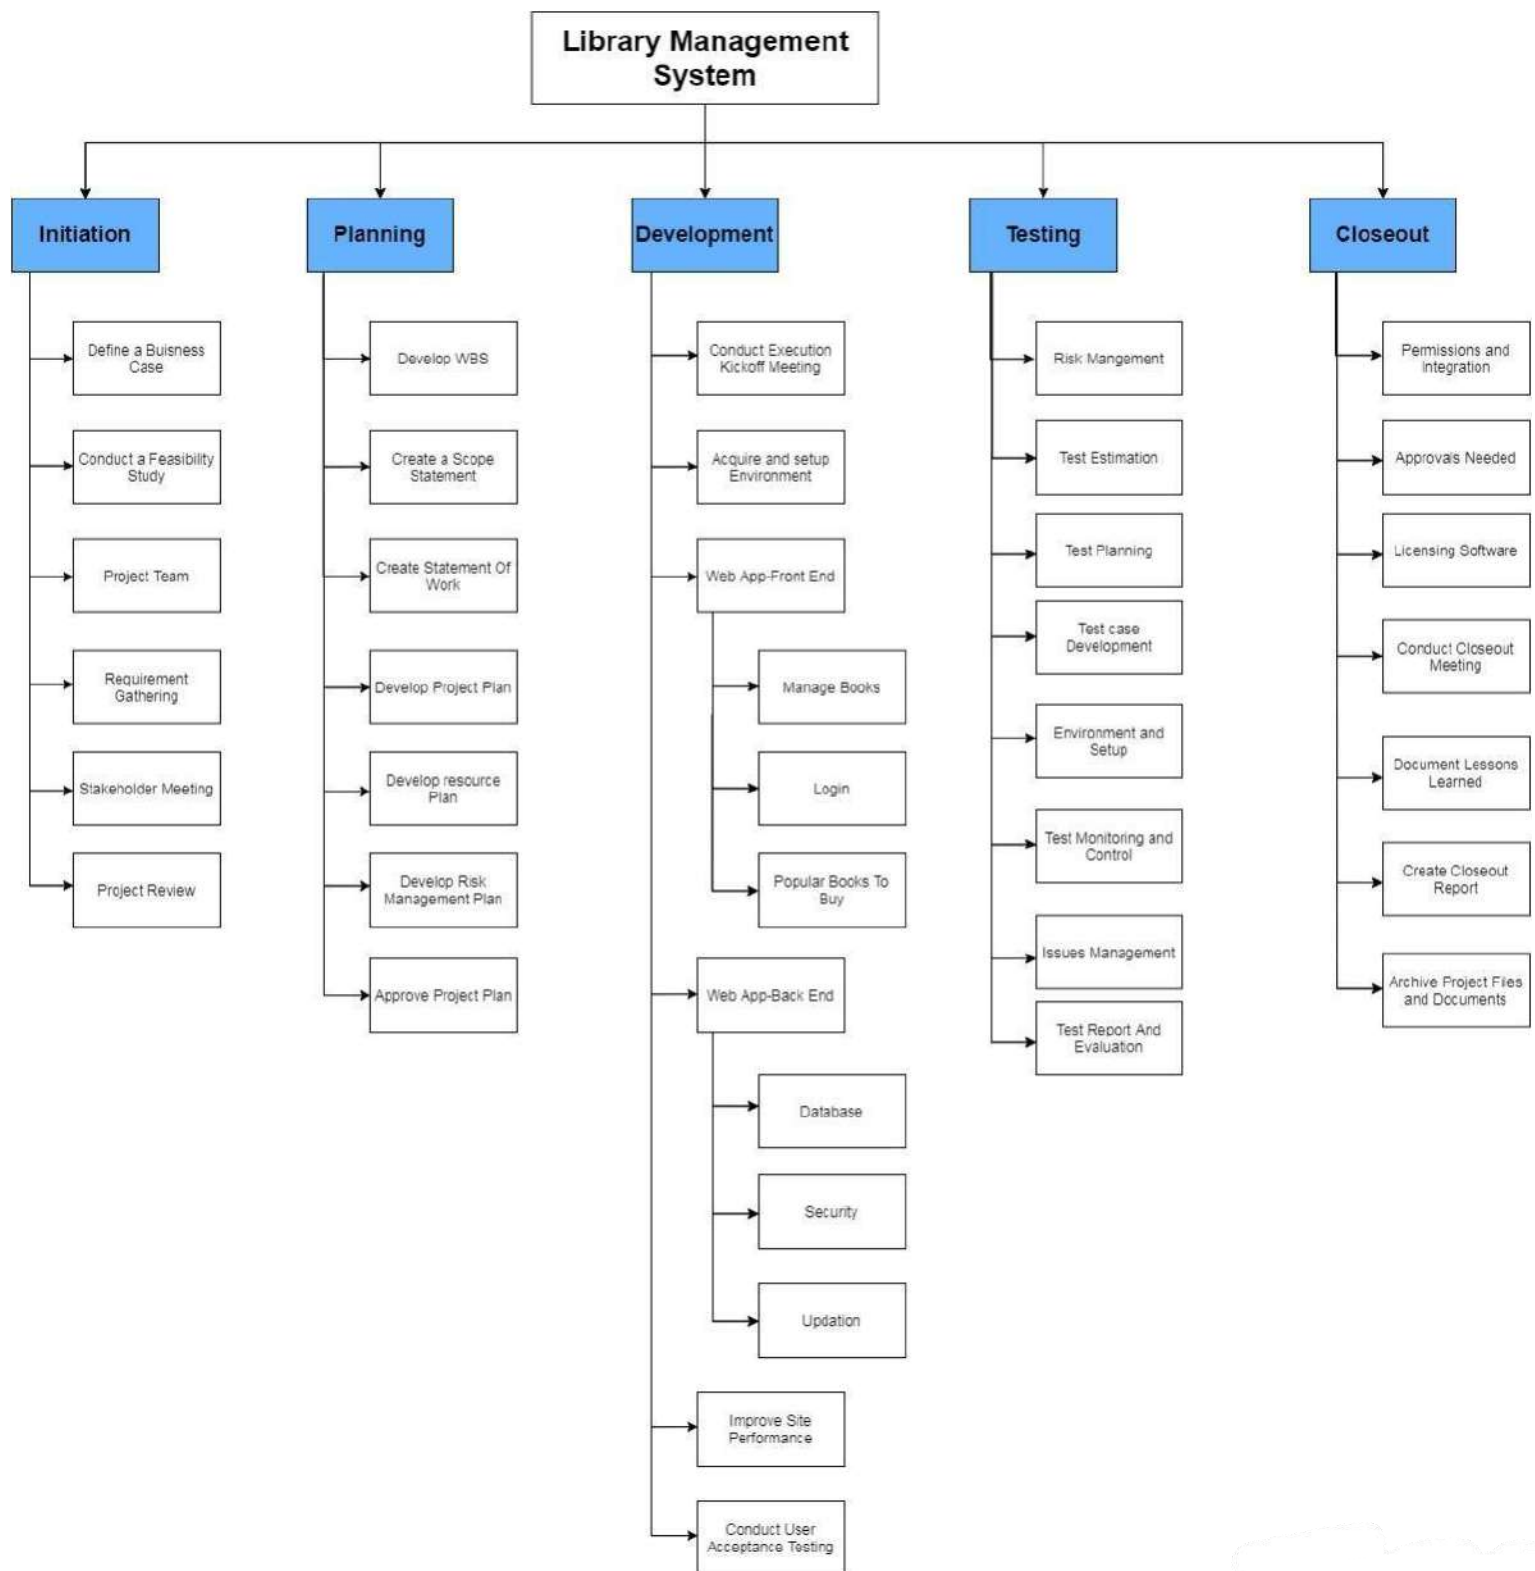 Library Management
System
Initiation
Planning
Development
Testing
Closeout
Define a Buisness
Case
Conduct a Feasibility
Study
Project Team
Requirement
Gathering
Stakeholder Meeting
Project Review
Develop WBS
Create a Scope
Statement
Create Statement Of
Work
Develop Project Plan
Develop resource
Plan
Develop Risk
Management Plan
Approve Project Plan
Conduct Execution
Kickoff Meeting
Acquire and setup
Environment
Web App-Front End
Manage Books
Login
Popular Books To
Buy
Web App-Back End
Database
Security
Updation
Improve Site
Performance
Conduct User
Acceptance Testing
Risk Mangement
Test Estimation
Test Planning
Test case
Development
Environment and
Setup
Test Monitoring and
Control
Issues Management
Test Report And
Evaluation
Permissions and
Integration
Approvals Needed
Licensing Software
Conduct Closeout
Meeting
Document Lessons
Learned
Create Closeout
Report
Archive Project Files
and Documents